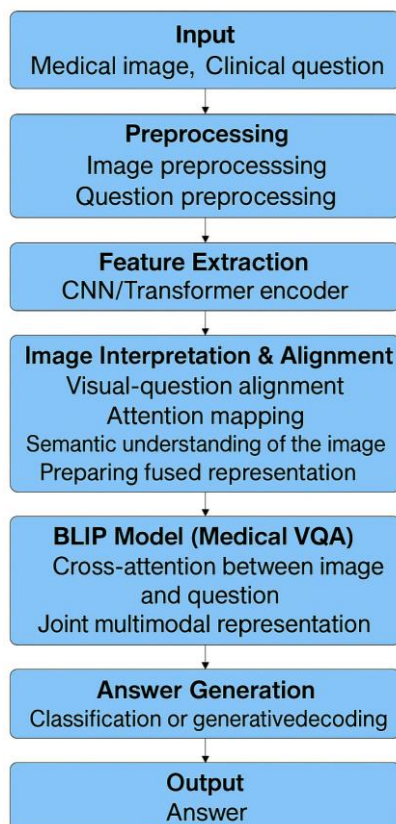 Input
Medical image, Clinical question
Preprocessing
Image preprocesssing
Question preprocessing
Feature Extraction
CNN/Transformer encoder
Image Interpretation & Alignment
Visual-question alignment
Attention mapping
Semantic understanding of the image
Preparing fused representation
BLIP Model (Medical VQA)
Cross-attention between image
and question
Joint multimodal representation
Answer Generation
Classification or generativedecoding
Output
Answer